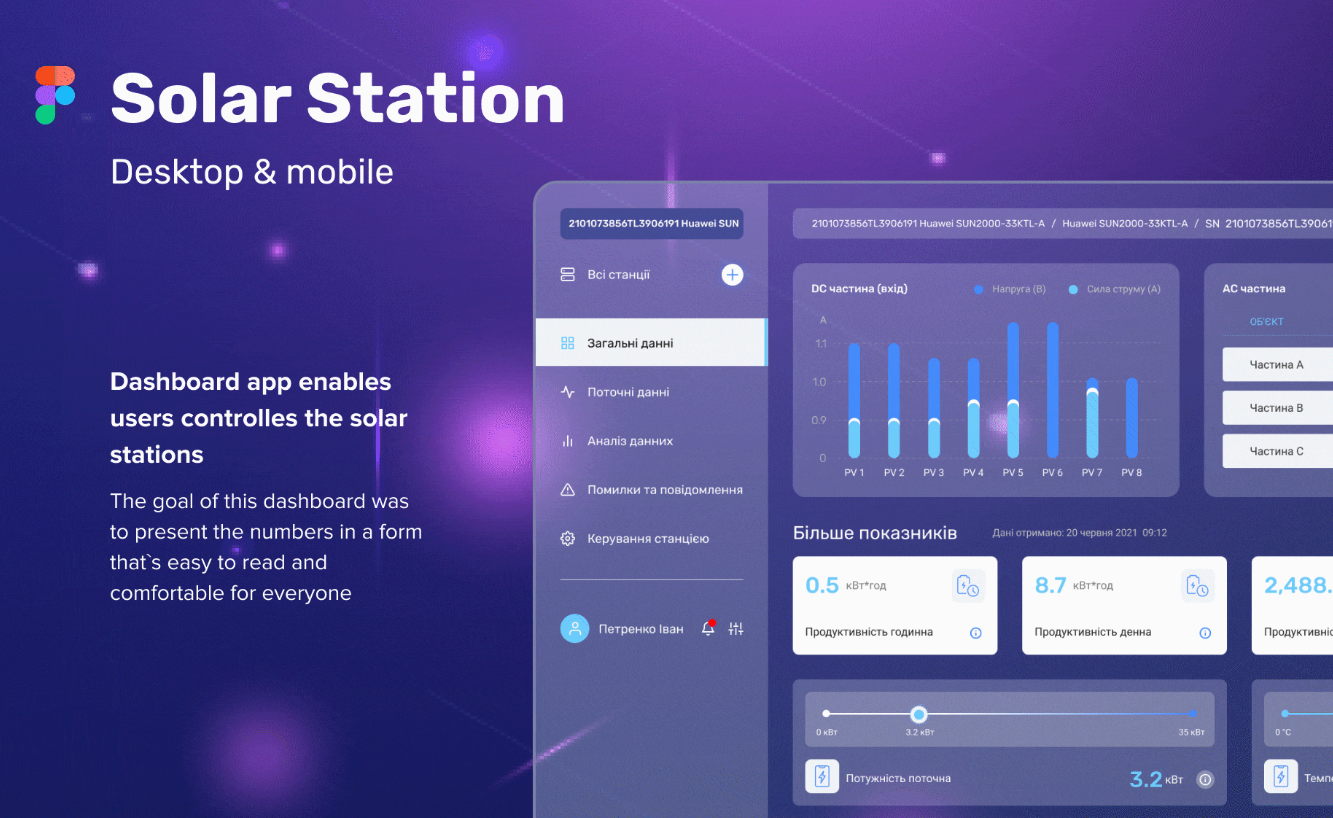 Solar Station
Desktop & mobile
Dashboard app enables
users controlles the solar
stations
The goal of this dashboard was
to present the numbers in a form
that`s easy to read and
comfortable for everyone
2101073856TL3906191 Huawei SUN
Всі станції
Загальні данні
Поточні данні
Аналіз данних
Помилки та повідомлення
Керування станцією
Петренко Іван
2101073856TL3906191 Huawei SUN2000-33KTL-A / Huawei SUN2000-33KTL-A / SN 2101073856TL39061
DC частина (вхід)
Напруга (В)
Сила струму (А)
A
1.1
1.0
0.9
0
PV 1 PV 2 PV 3 PV 4 PV 5 PV 6 PV 7 PV 8
AC частина
ОБ'ЄКТ
Частина А
Частина В
Частина С
Більше показників
Дані отримано: 20 червня 2021 09:12
0.5 кВт*год
Продуктивність годинна
8.7 кВт*год
Продуктивність денна
2,488.
Продуктивніс
0 кВт
3.2 кВт
35 кВт
Потужність поточна
3.2 кВт
0 °C
Темпе